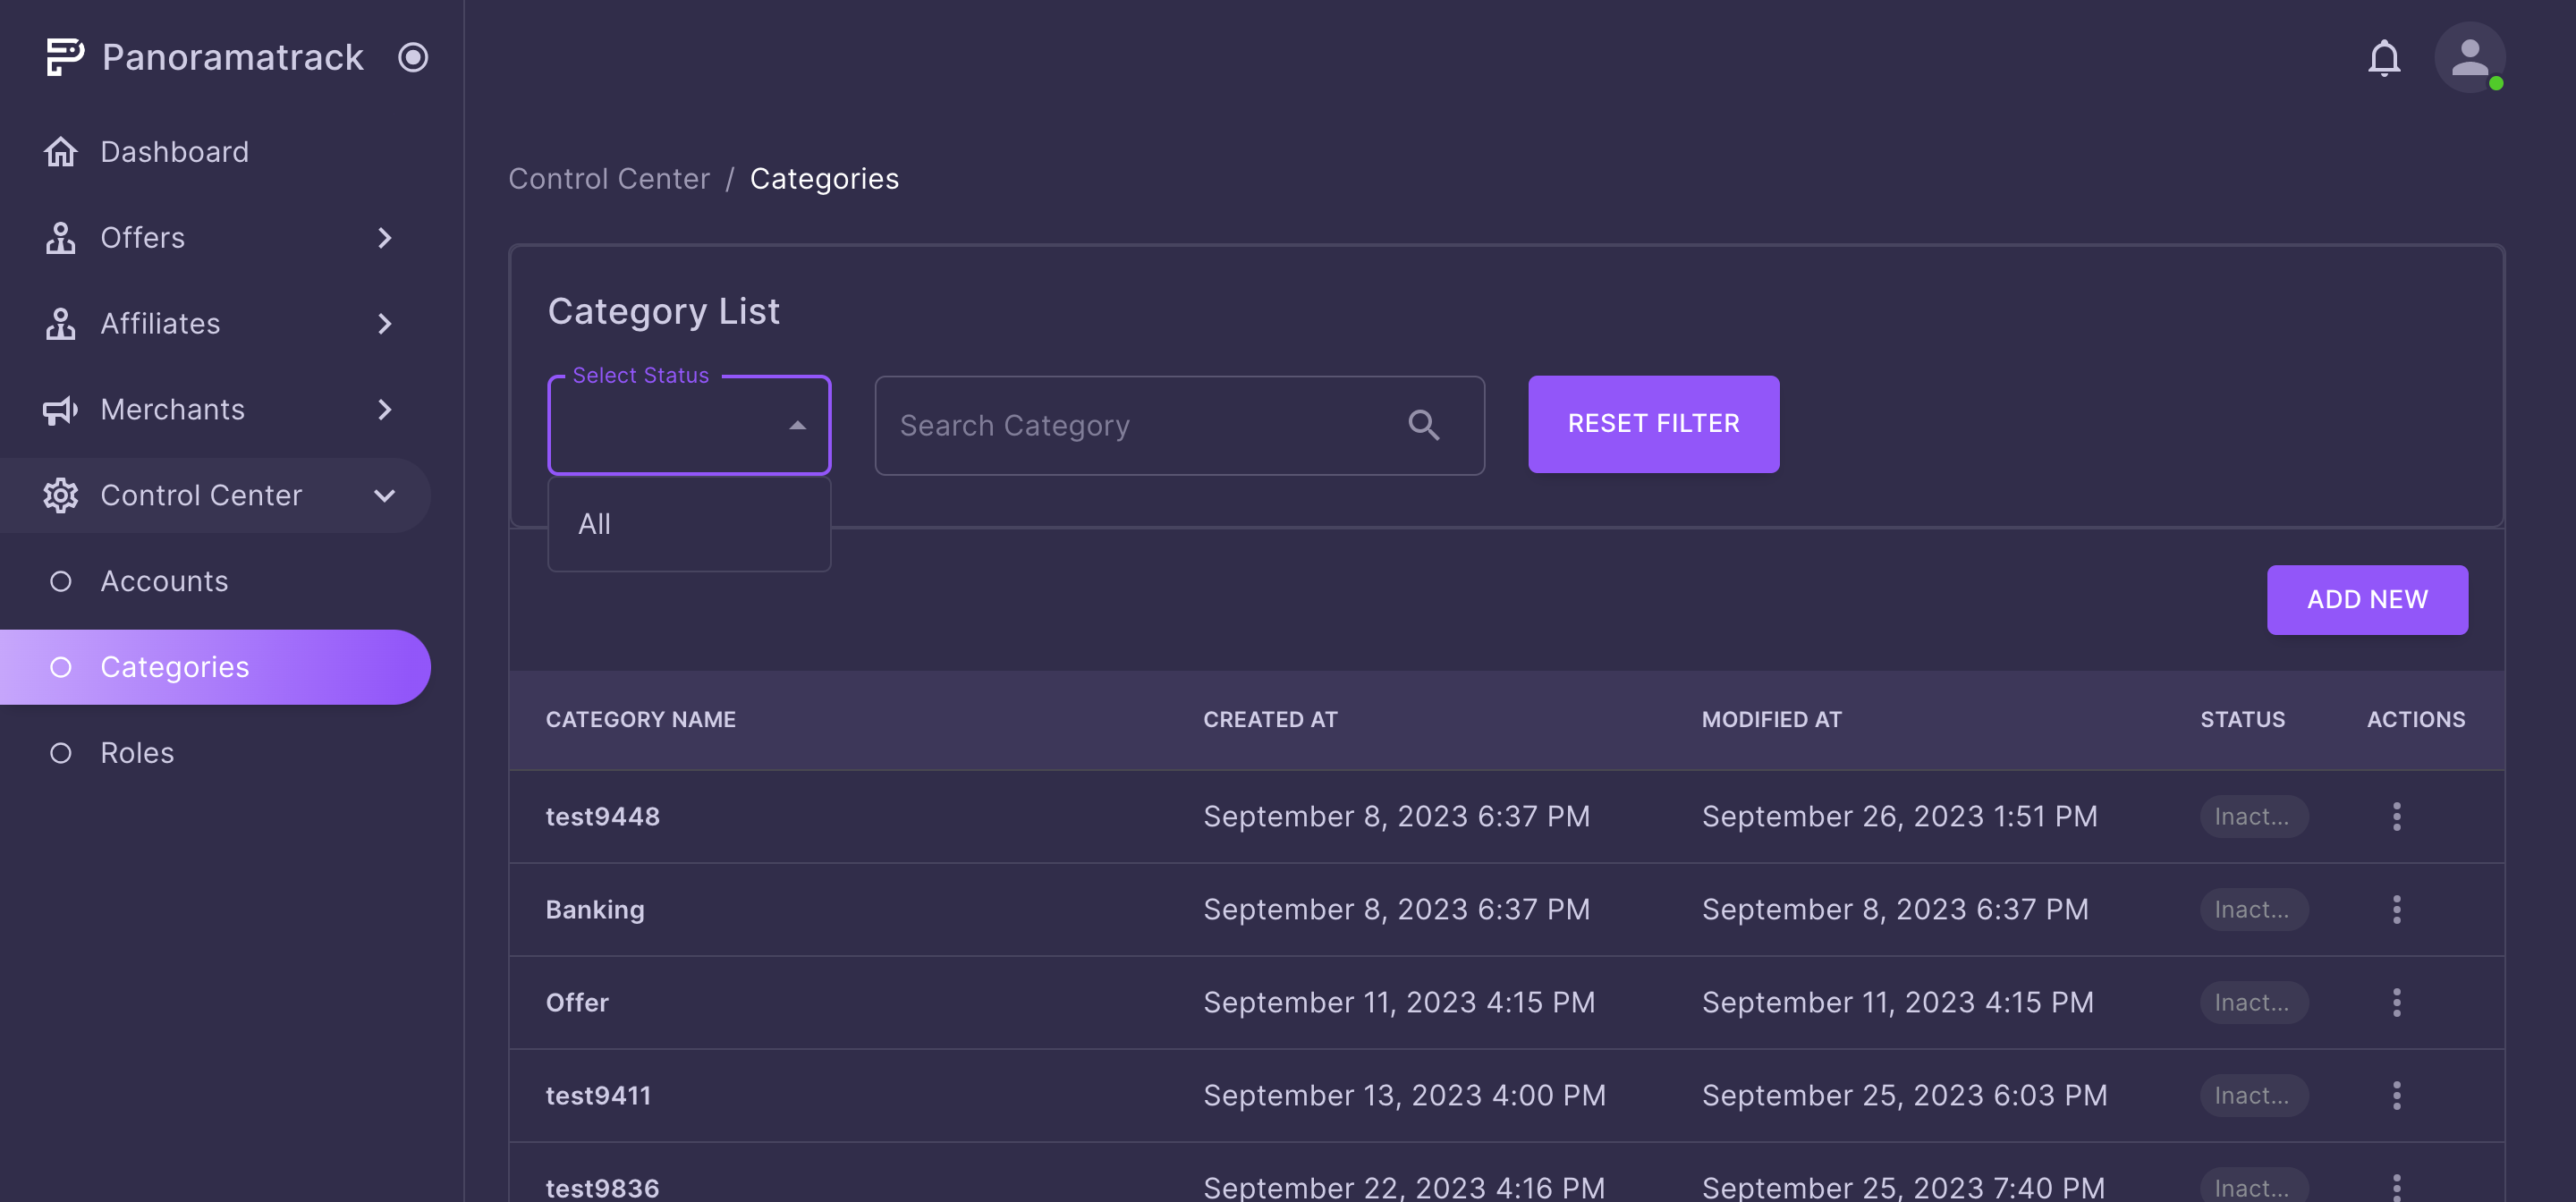 Panoramatrack
Dashboard
Offers
Affiliates
Merchants
Control Center
Accounts
Categories
Roles
Control Center / Categories
Category List
Select Status
Search Category
RESET FILTER
All
ADD NEW
CATEGORY NAME CREATED AT MODIFIED AT STATUS ACTIONS
test9448 September 8, 2023 6:37 PM September 26, 2023 1:51 PM Inact...
Banking September 8, 2023 6:37 PM September 8, 2023 6:37 PM Inact...
Offer September 11, 2023 4:15 PM September 11, 2023 4:15 PM Inact...
test9411 September 13, 2023 4:00 PM September 25, 2023 6:03 PM Inact...
test9836 September 22, 2023 4:16 PM September 25, 2023 7:40 PM Inact...